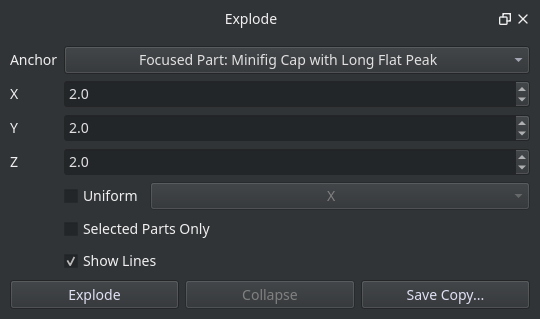 Explode
Anchor Focused Part: Minifig Cap with Long Flat Peak
X 2.0
Y 2.0
Z 2.0
Uniform X
Selected Parts Only
Show Lines
Explode Collapse Save Copy...